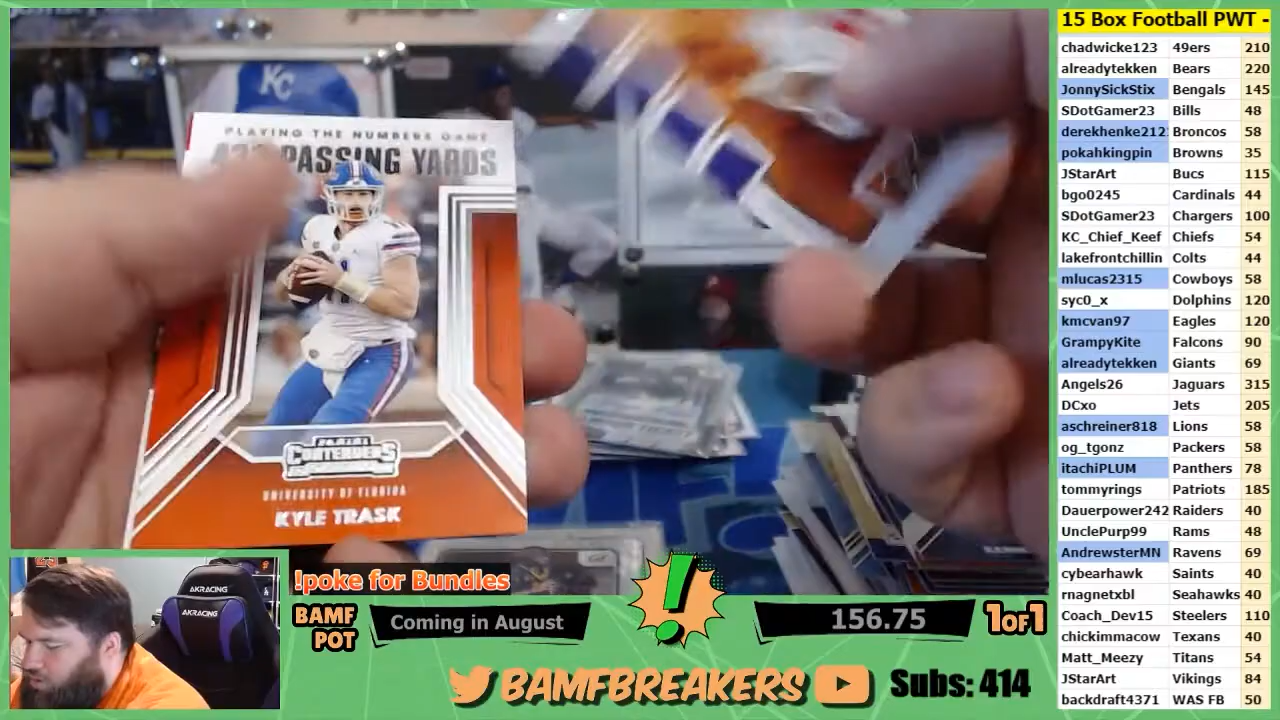 15 Box Football PWT -
chadwicke123 49ers 210
alreadytekken Bears 220
JonnySickStix Bengals 145
SDotGamer23 Bills 48
derekhenke212 Broncos 58
pokahkingpin Browns 35
JStarArt Bucs 115
bgo0245 Cardinals 44
SDotGamer23 Chargers 100
KC_Chief_Keef Chiefs 54
lakefrontchillin Colts 44
mlucas2315 Cowboys 58
syc0_x Dolphins 120
kmcvan97 Eagles 120
GrampyKite Falcons 90
alreadytekken Giants 69
Angels26 Jaguars 315
DCxo Jets 205
aschreiner818 Lions 58
og_tgonz Packers 58
itachiPLUM Panthers 78
tommyrings Patriots 185
Dauerpower242 Raiders 40
UnclePurp99 Rams 48
AndrewsterMN Ravens 69
cybearhawk Saints 40
rnagnetxbl Seahawks 40
Coach_Dev15 Steelers 110
chickimmacow Texans 40
Matt_Meezy Titans 54
JStarArt Vikings 84
backdraft4371 WAS FB 50
KC
PLAYING THE NUMBERS GAME
PASSING YARDS
PANINI
CONTENDERS
UNIVERSITY OF FLORIDA
KYLE TRASK
AKRACING
AKRACING
!poke for Bundles
BAMF
POT
Coming in August
!
156.75
1OF1
BAMFBREAKERS
Subs: 414